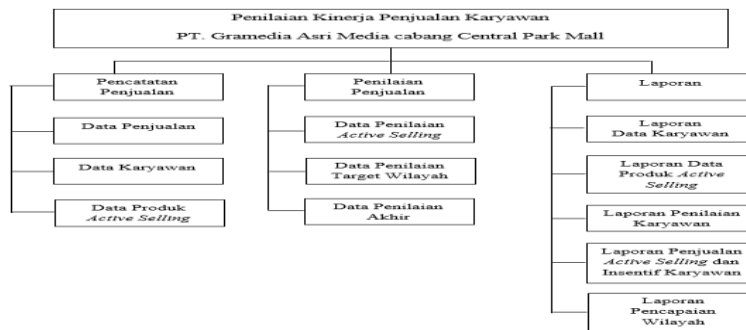 Penilaian Kinerja Penjualan Karyawan
PT. Gramedia Asri Media cabang Central Park Mall
Pencatatan
Penjualan
Data Penjualan
Data Karyawan
Data Produk
Active Selling
Penilaian
Penjualan
Data Penilaian
Active Selling
Data Penilaian
Target Wilayah
Data Penilaian
Akhir
Laporan
Laporan
Data Karyawan
Laporan Data
Produk Active
Selling
Laporan Penilaian
Karyawan
Laporan Penjualan
Active Selling dan
Insentif Karyawan
Laporan
Pencapaian
Wilayah